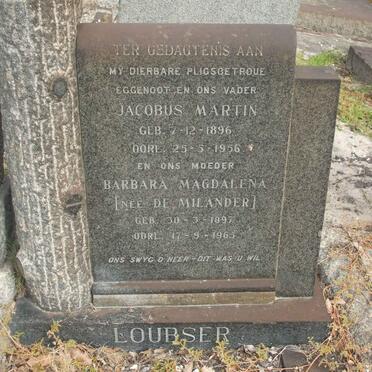 TER GEDAGTENIS AAN
MY DIERBARE PLIGSGETROUE
EGGENOOT EN ONS VADER
JACOBUS MARTIN
GEB. 7-12-1896
OORL. 25-5-1956
EN ONS MOEDER
BARBARA MAGDALENA
[NEE DE MILANDER]
GEB. 30-3-1897
OORL. 17-9-1965
ONS SWYG O HEER - DIT WAS U WIL
LOUBSER